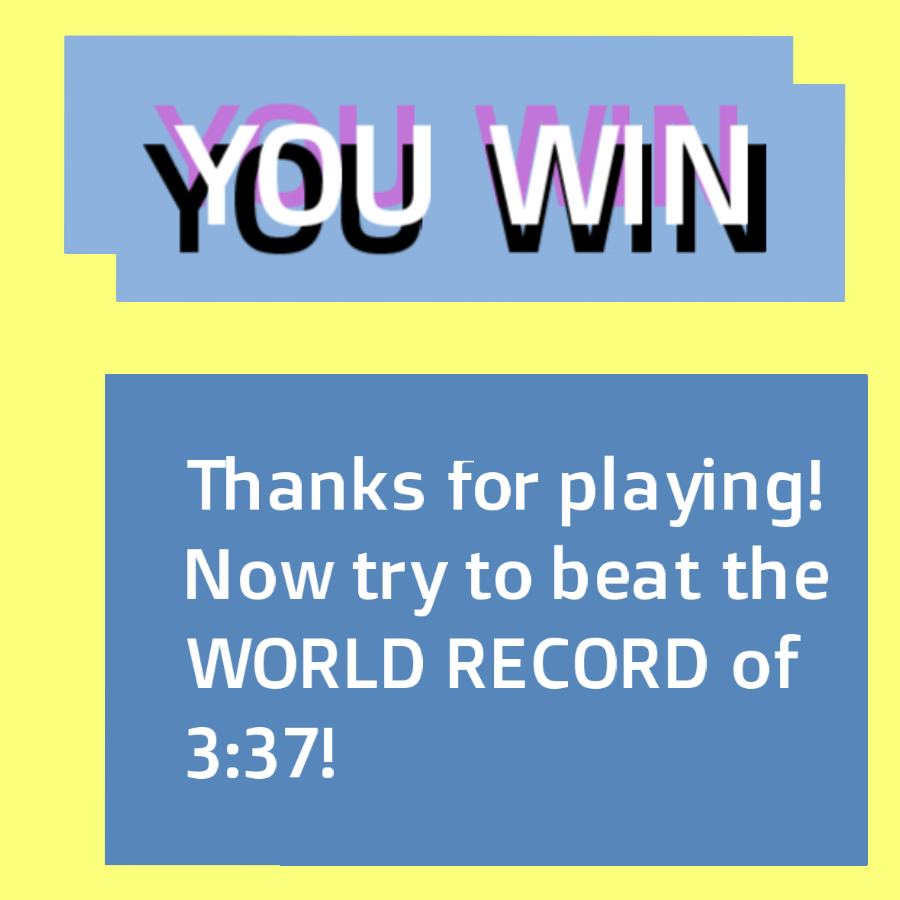 YOU WIN
Thanks for playing!
Now try to beat the
WORLD RECORD of
3:37!